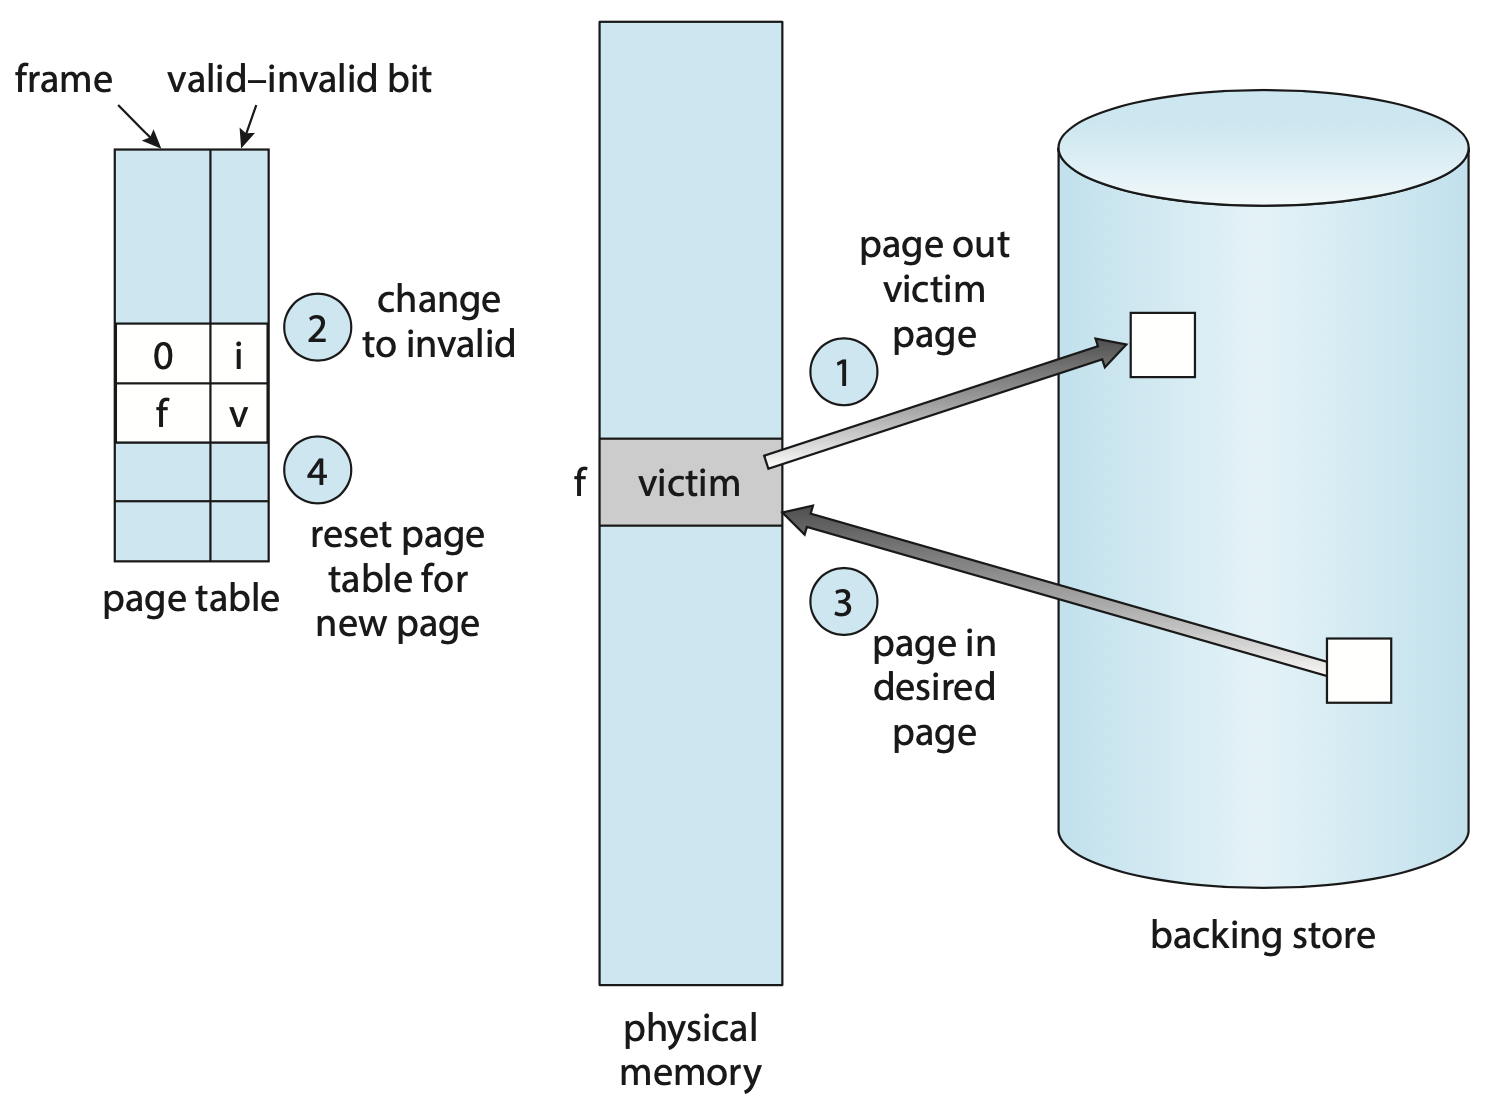 frame
valid–invalid bit
0
i
f
v
2
change
to invalid
4
reset page
table for
new page
page table
f
victim
physical
memory
1
page out
victim
page
3
page in
desired
page
backing store